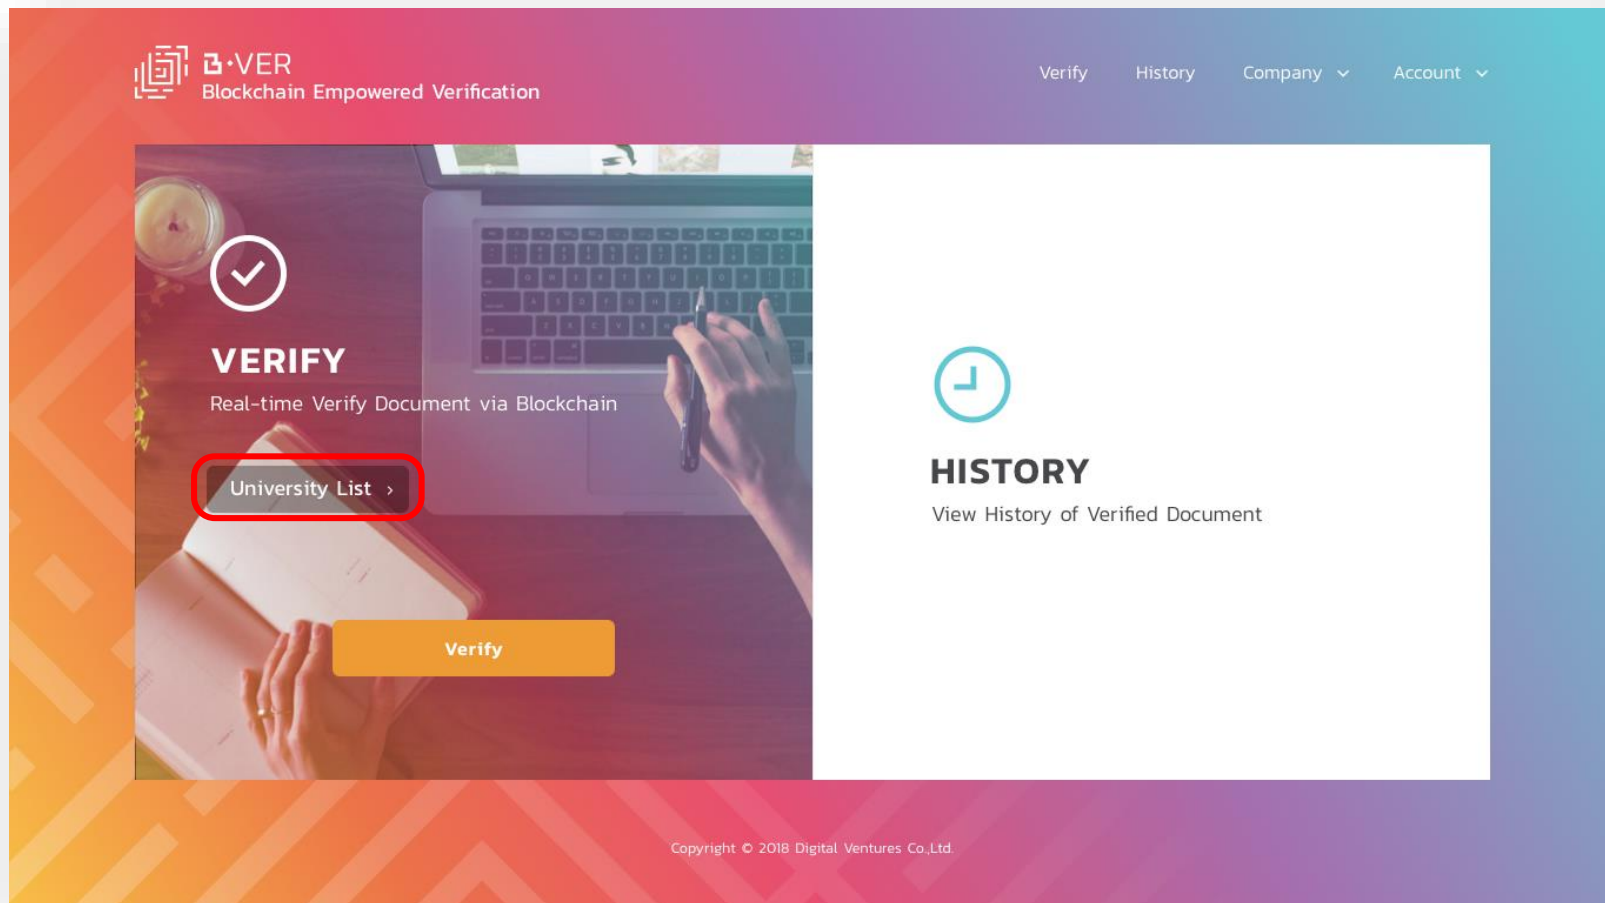 B·VER
Blockchain Empowered Verification
Verify
History
Company
Account
VERIFY
Real-time Verify Document via Blockchain
University List ›
Verify
HISTORY
View History of Verified Document
Copyright © 2018 Digital Ventures Co.,Ltd.